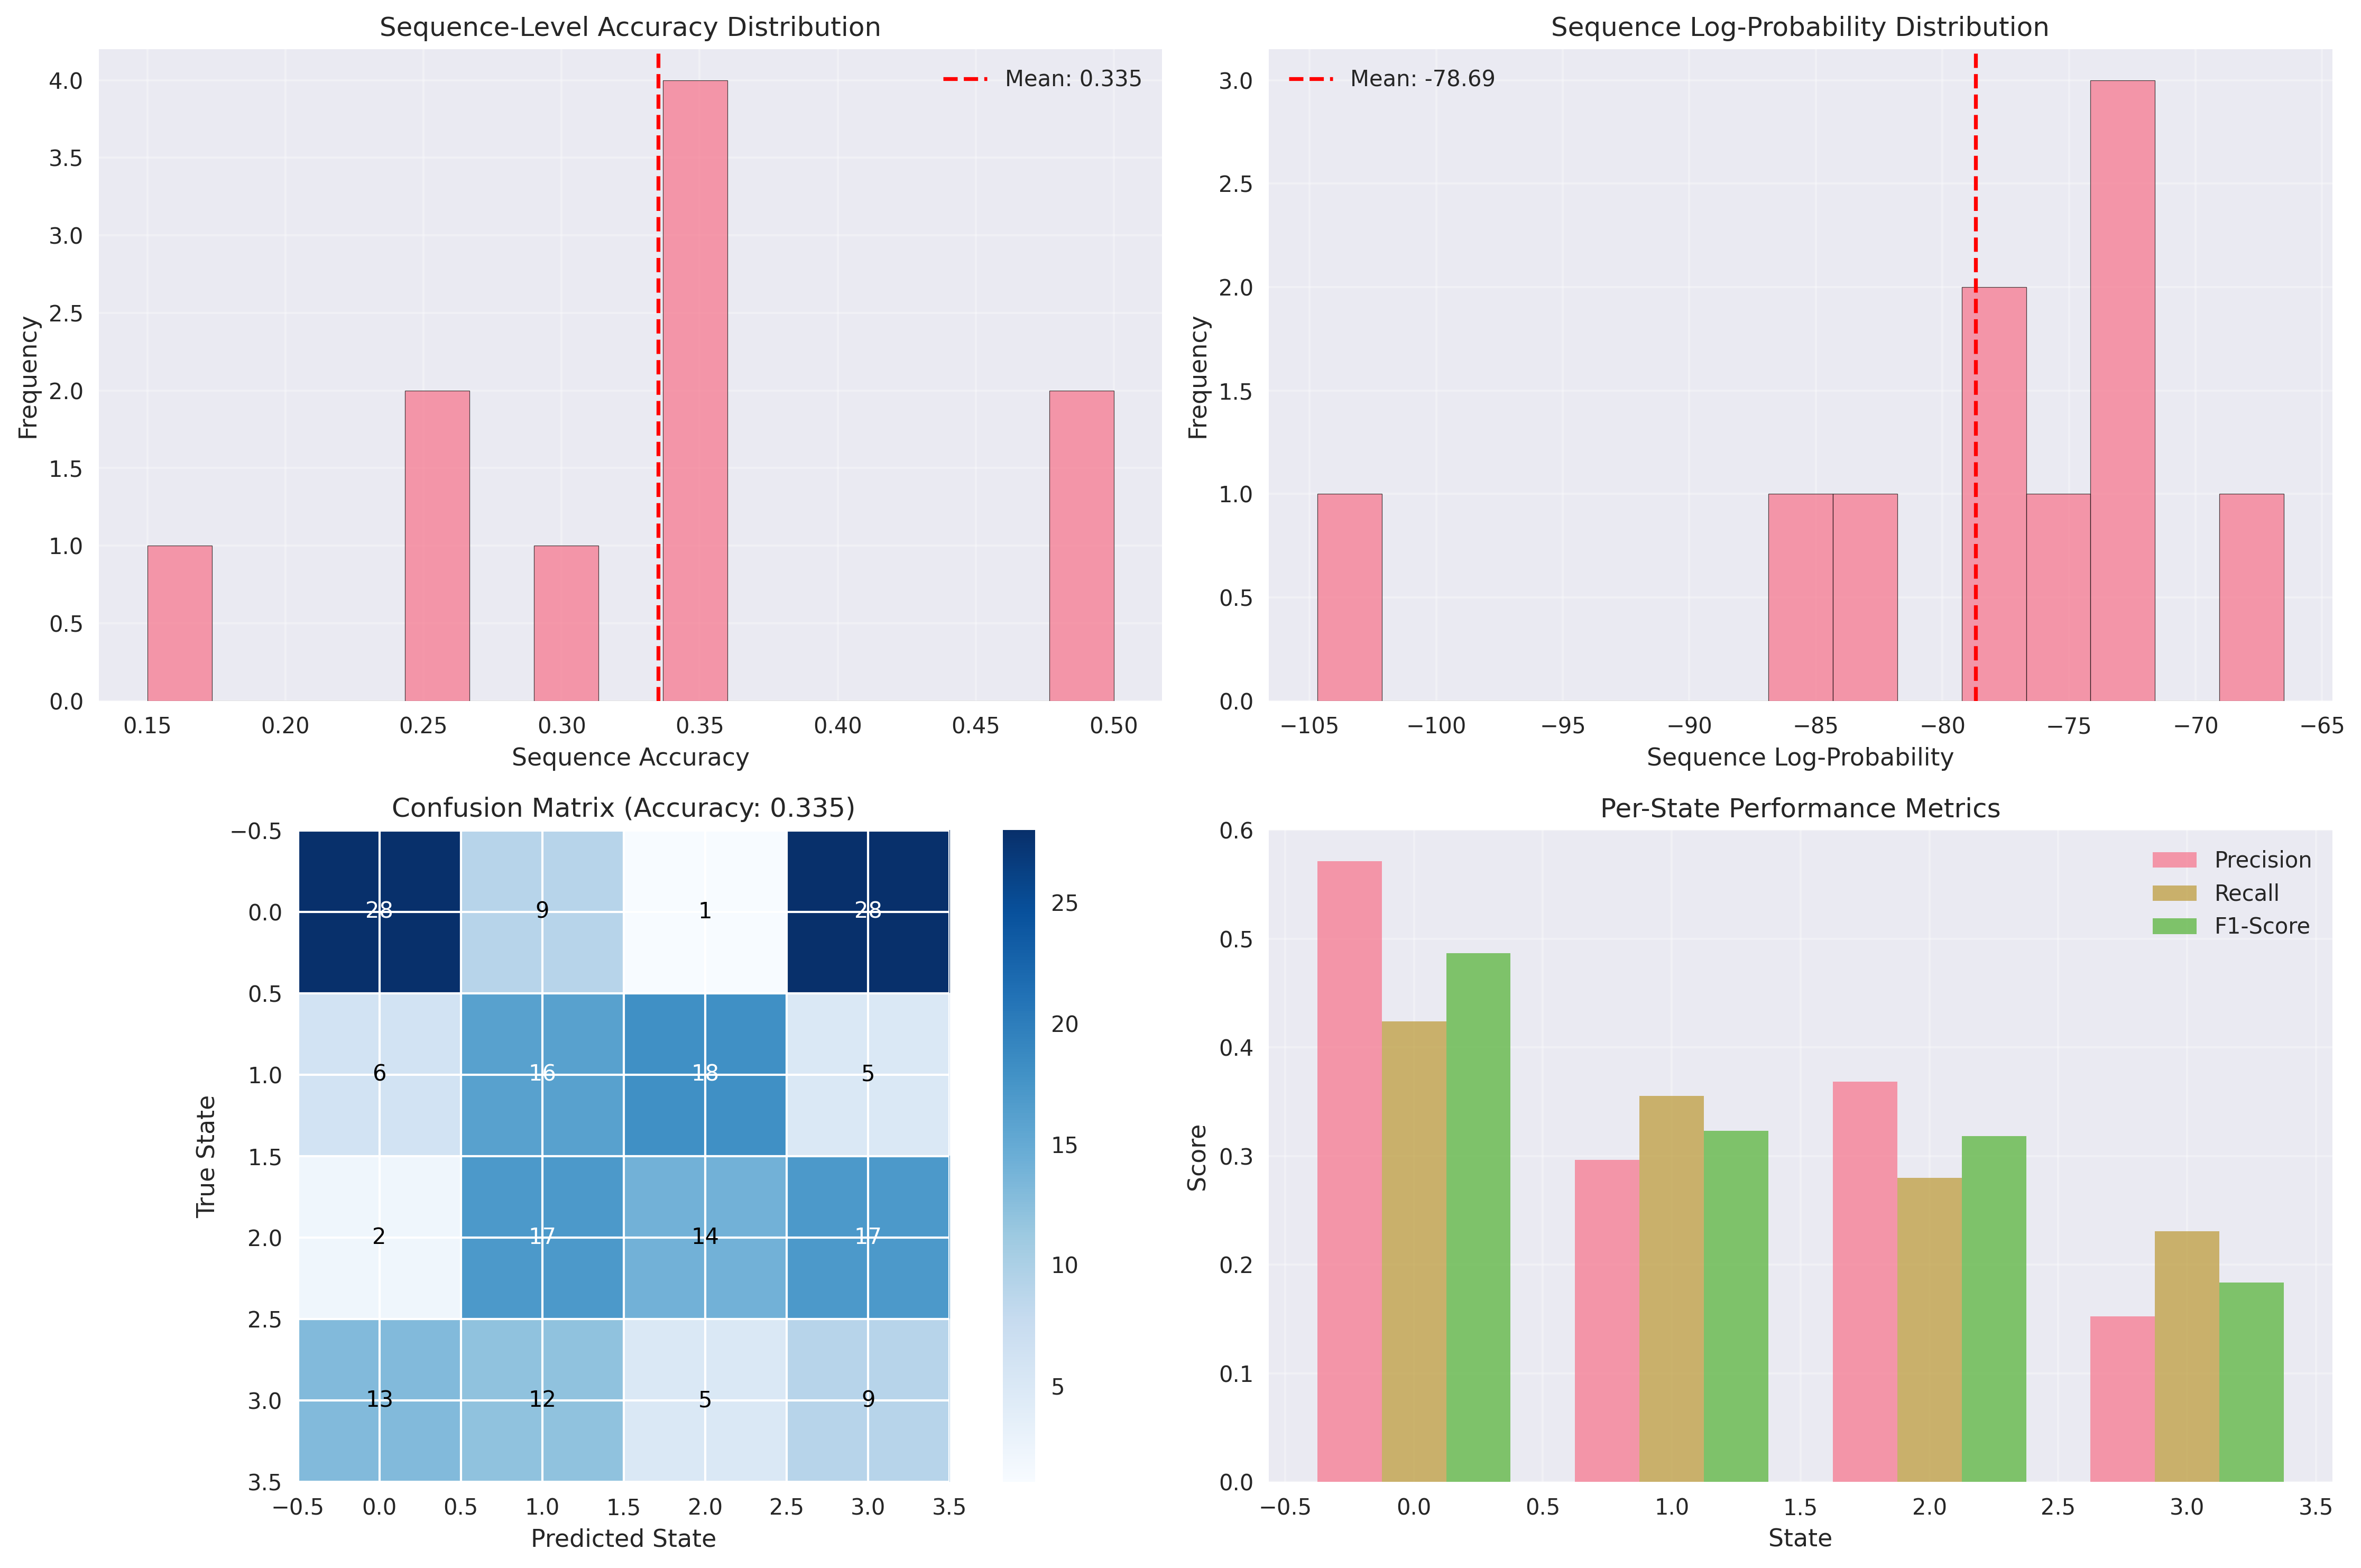 Sequence-Level Accuracy Distribution
Mean: 0.335
4.0
3.5
3.0
2.5
2.0
1.5
1.0
0.5
0.0
Frequency
0.15 0.20 0.25 0.30 0.35 0.40 0.45 0.50
Sequence Accuracy
Sequence Log-Probability Distribution
Mean: -78.69
3.0
2.5
2.0
1.5
1.0
0.5
0.0
Frequency
−105 −100 −95 −90 −85 −80 −75 −70 −65
Sequence Log-Probability
Confusion Matrix (Accuracy: 0.335)
−0.5
0.0
0.5
1.0
1.5
2.0
2.5
3.0
3.5
True State
28 9 1 28
6 16 18 5
2 17 14 17
13 12 5 9
−0.5 0.0 0.5 1.0 1.5 2.0 2.5 3.0 3.5
Predicted State
25
20
15
10
5
Per-State Performance Metrics
Precision
Recall
F1-Score
0.6
0.5
0.4
0.3
0.2
0.1
0.0
Score
−0.5 0.0 0.5 1.0 1.5 2.0 2.5 3.0 3.5
State